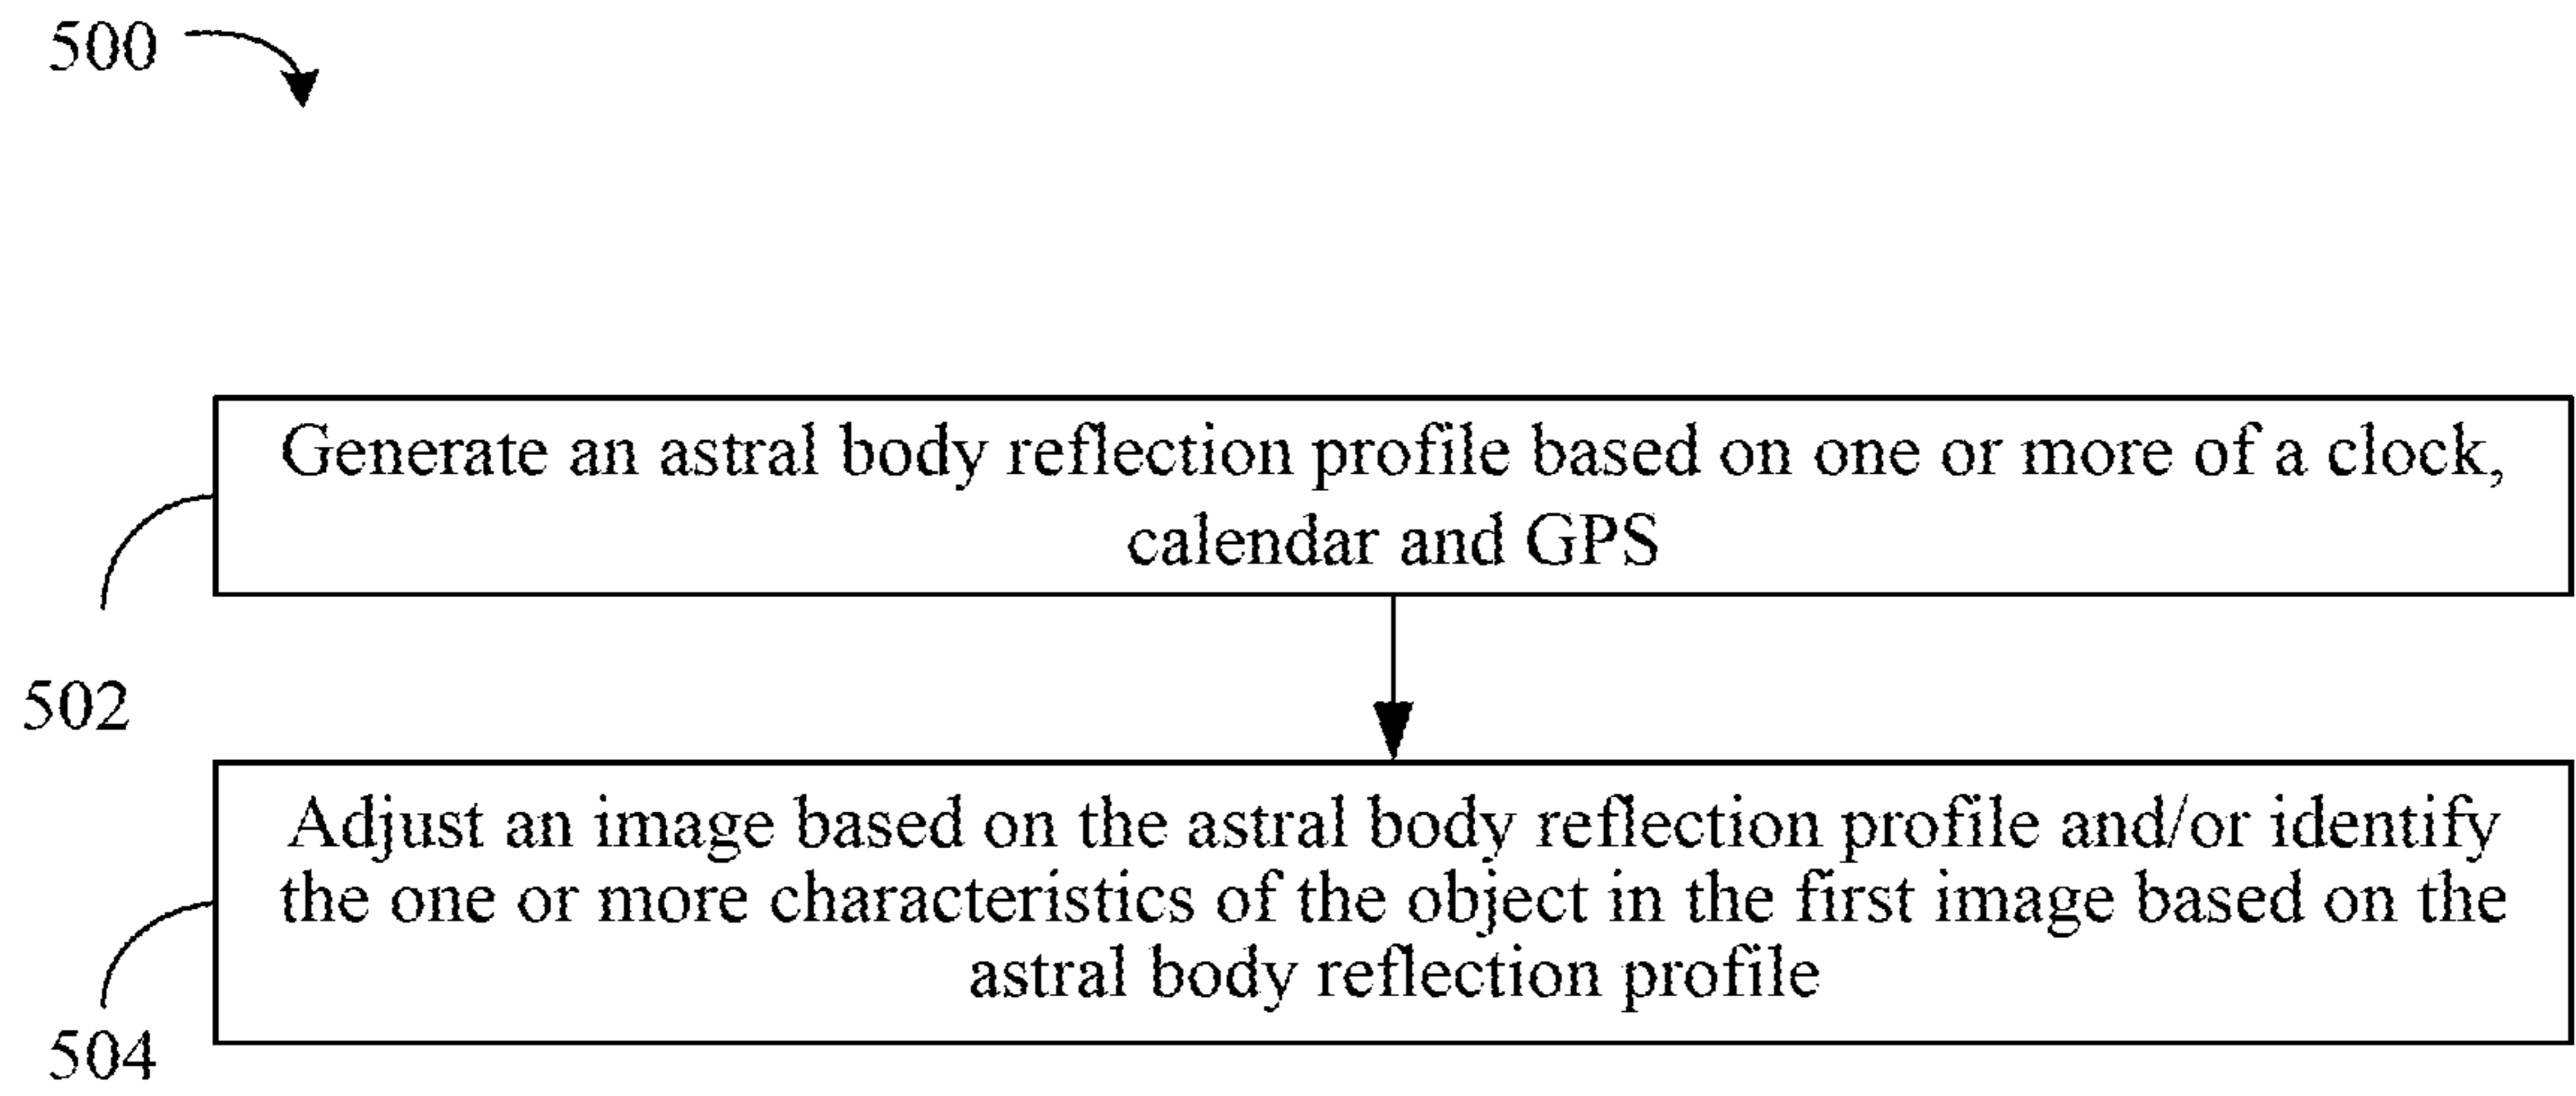 500
Generate an astral body reflection profile based on one or more of a clock,
calendar and GPS
502
Adjust an image based on the astral body reflection profile and/or identify
the one or more characteristics of the object in the first image based on the
astral body reflection profile
504